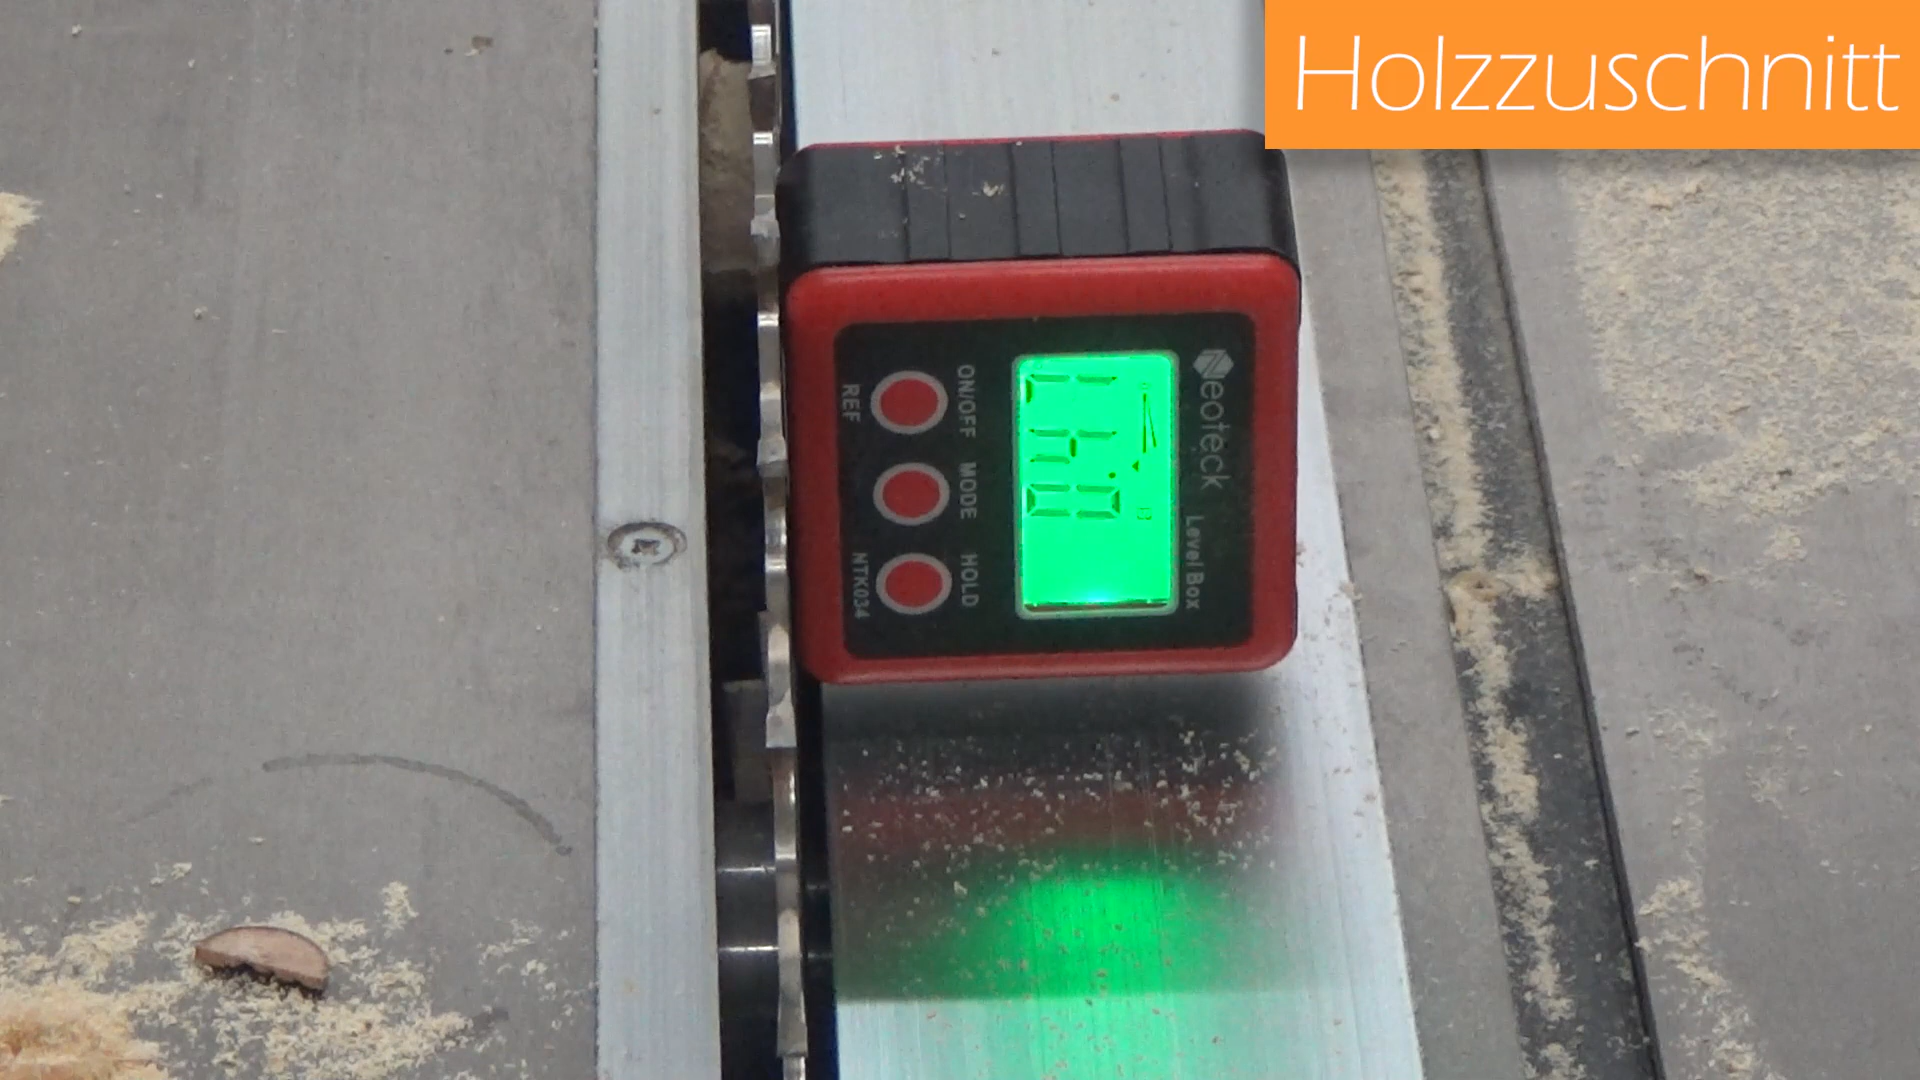 Holzzuschnitt
Neoteck Level Box
ON/OFF MODE HOLD
REF NTK034